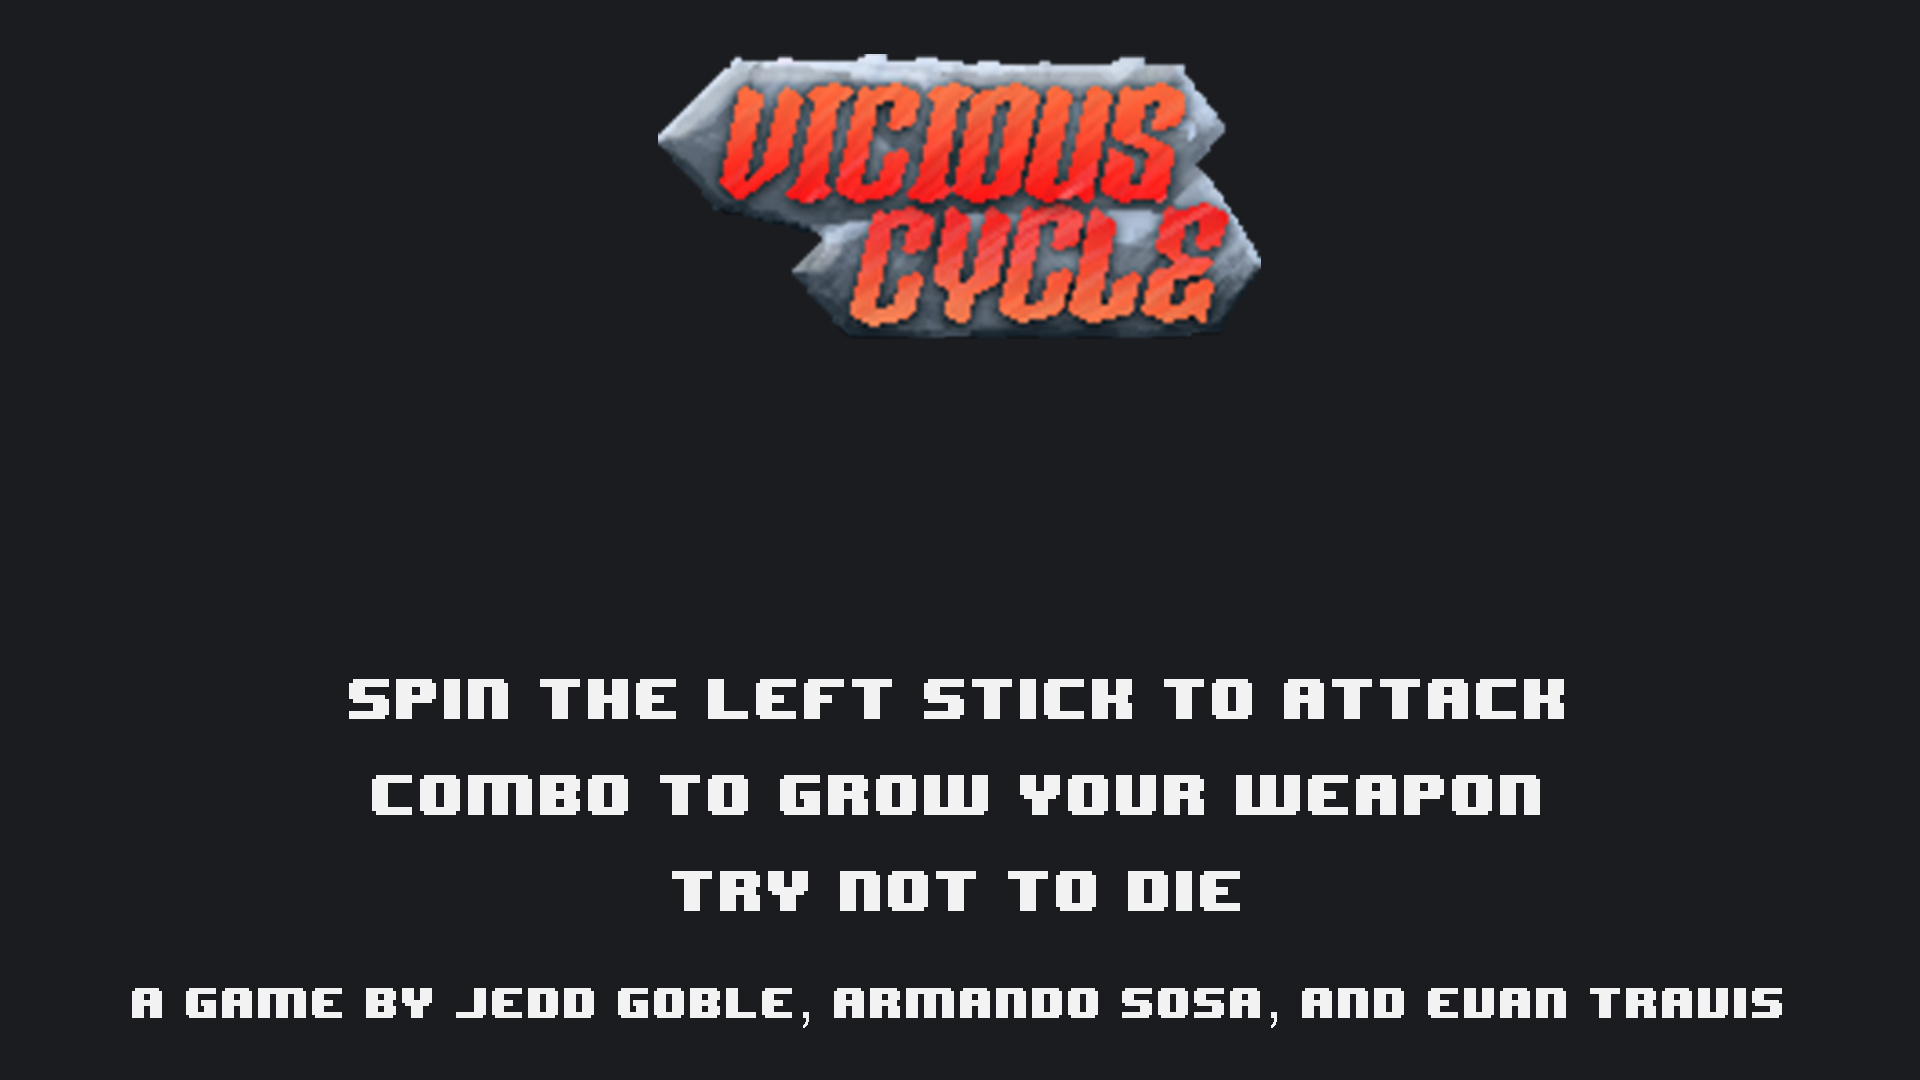 VICIOUS
CYCLE
SPIN THE LEFT STICK TO ATTACK
COMBO TO GROW YOUR WEAPON
TRY NOT TO DIE
A GAME BY JEDD GOBLE, ARMANDO SOSA, AND EVAN TRAVIS